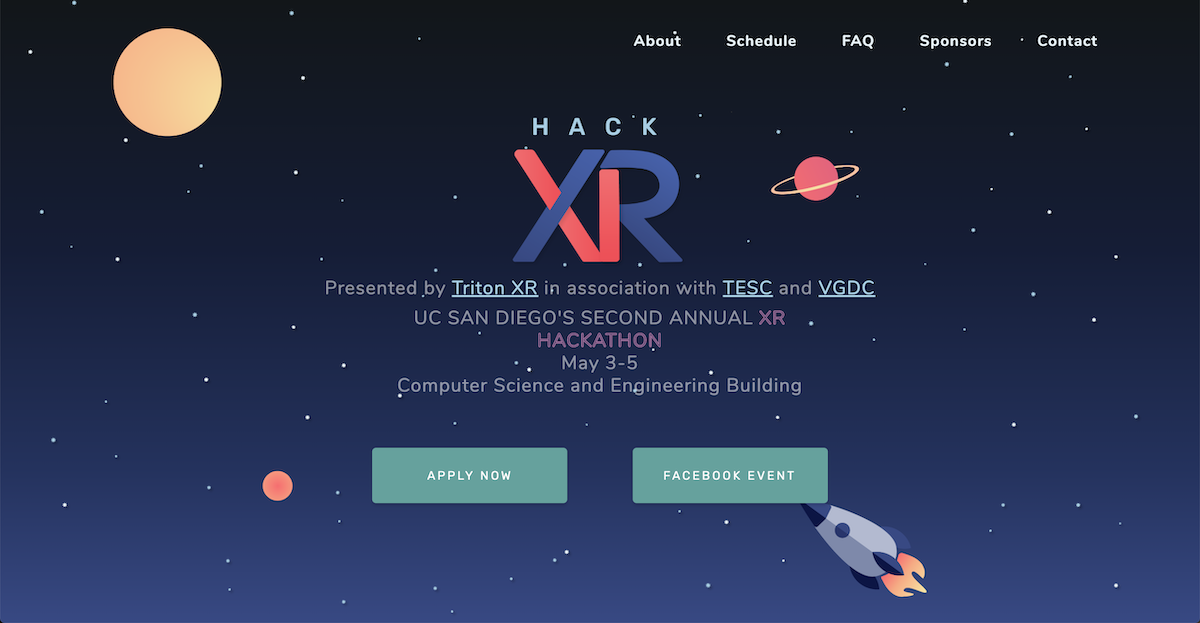 About Schedule FAQ Sponsors Contact
HACK
XR
Presented by Triton XR in association with TESC and VGDC
UC SAN DIEGO'S SECOND ANNUAL XR
HACKATHON
May 3-5
Computer Science and Engineering Building
APPLY NOW FACEBOOK EVENT